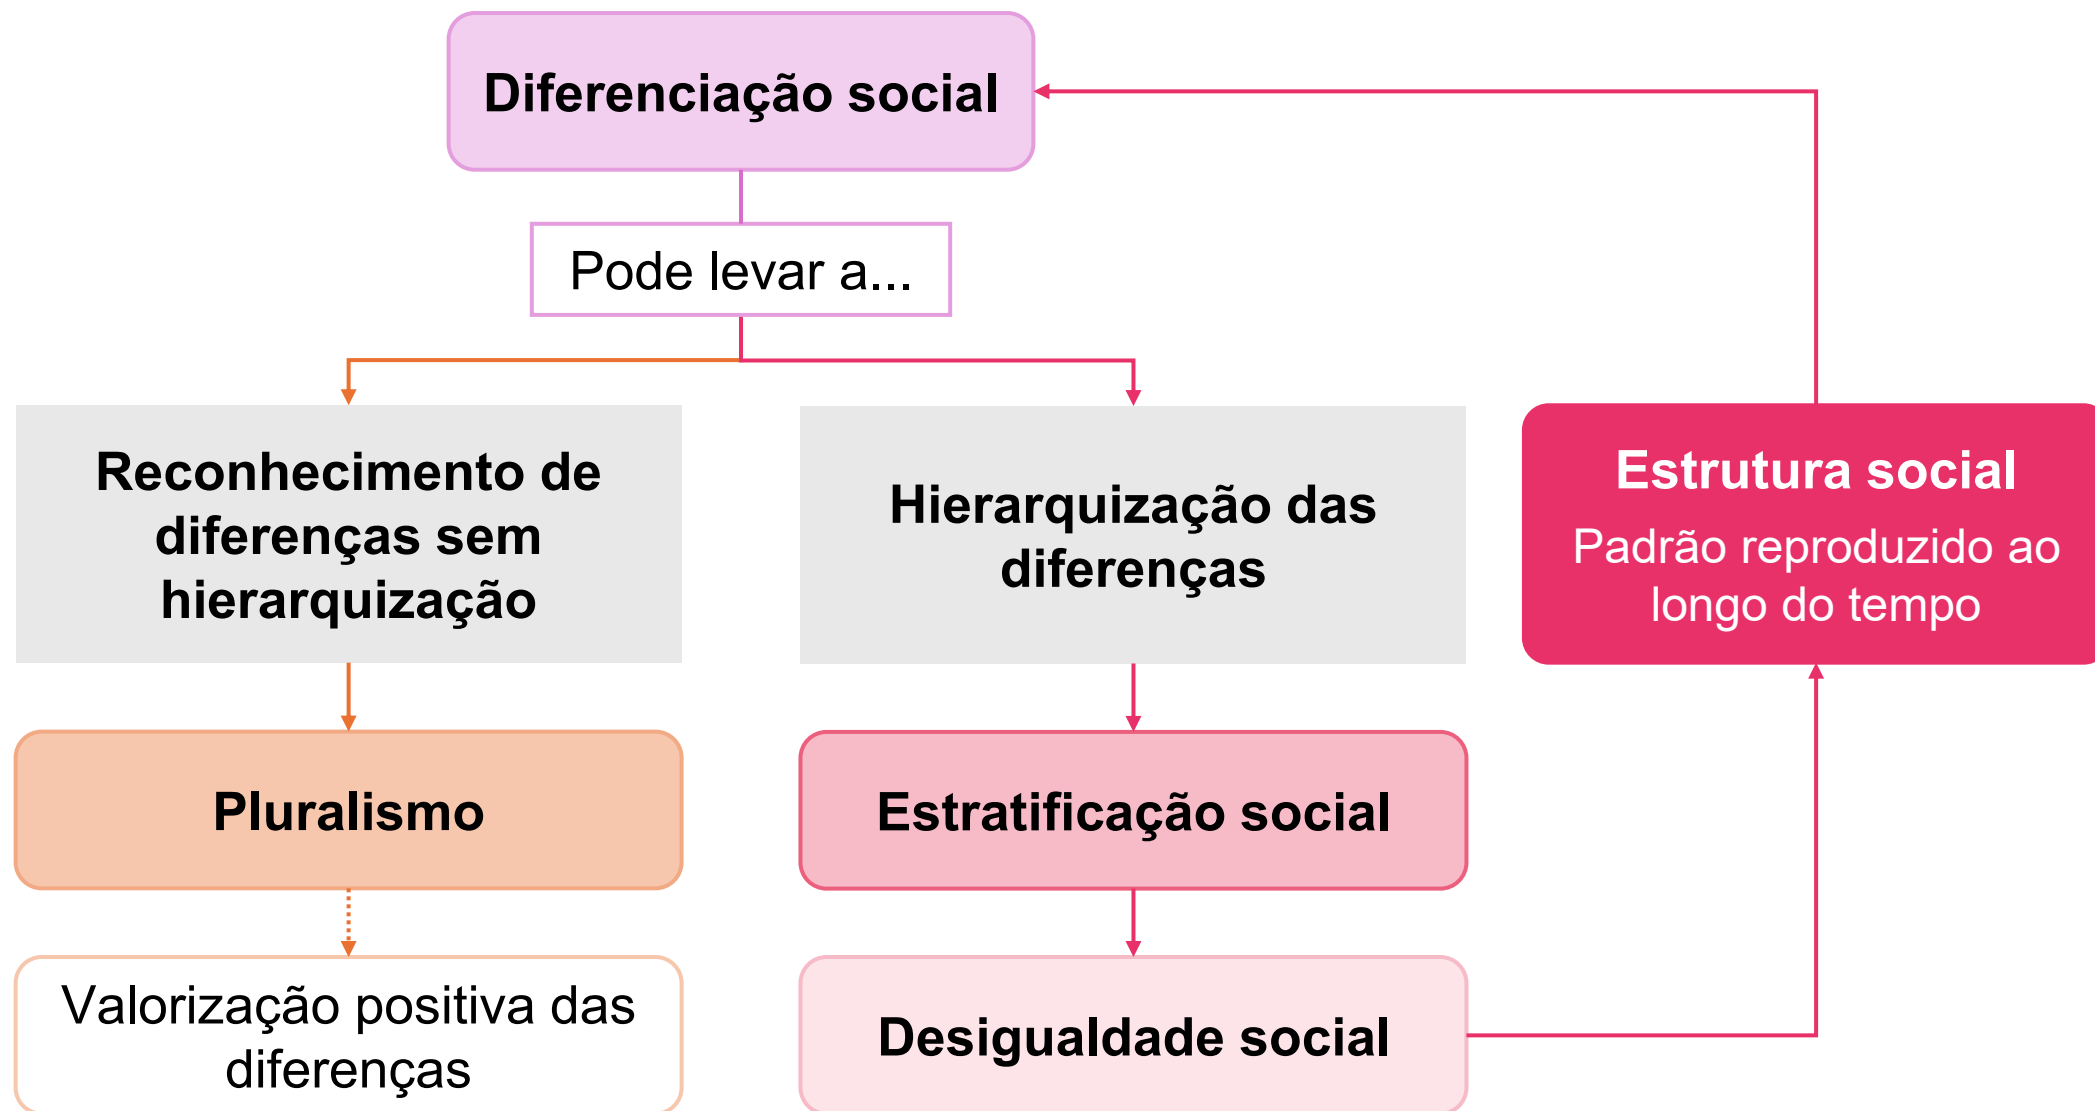 Diferenciação social
Pode levar a...
Reconhecimento de
diferenças sem
hierarquização
Hierarquização das
diferenças
Estrutura social
Padrão reproduzido ao
longo do tempo
Pluralismo
Estratificação social
Valorização positiva das
diferenças
Desigualdade social